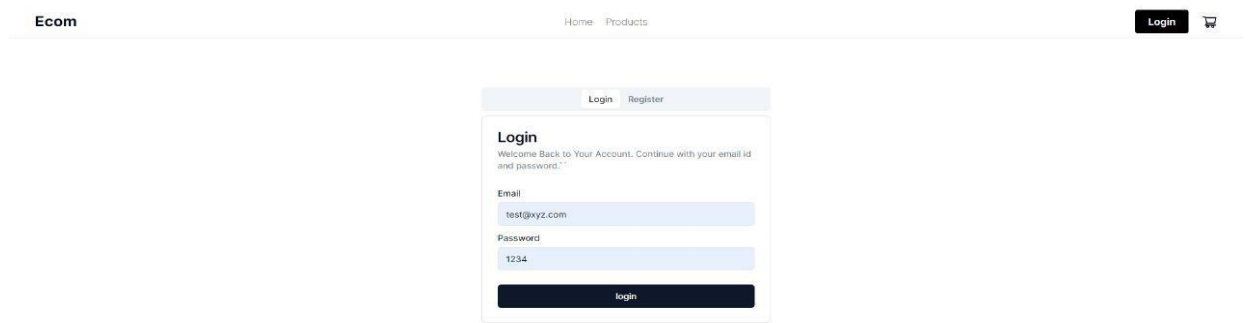 Ecom
Home Products
Login
Login Register
Login
Welcome Back to Your Account. Continue with your email id
and password.``
Email
test@xyz.com
Password
1234
login